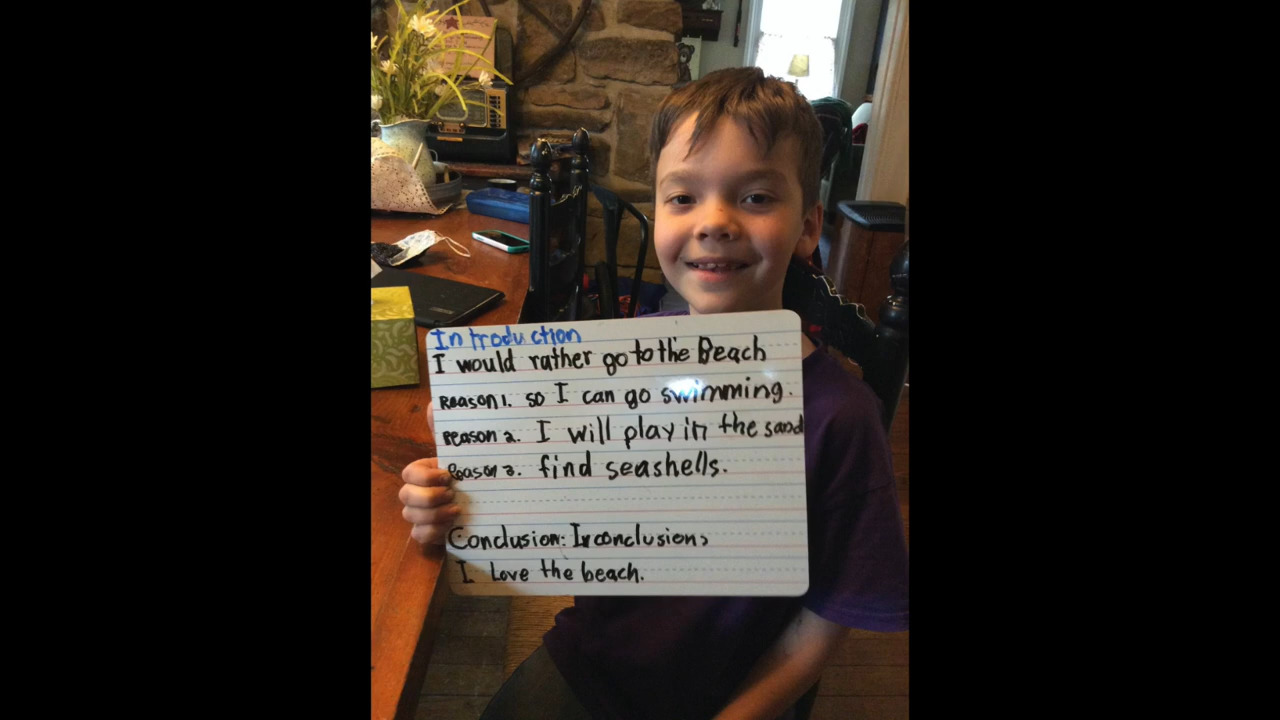 Introduction
I would rather go to the Beach
Reason 1. so I can go swimming.
Reason 2. I will play in the sand
Reason 3. find seashells.
Conclusion: In conclusion,
I Love the beach.